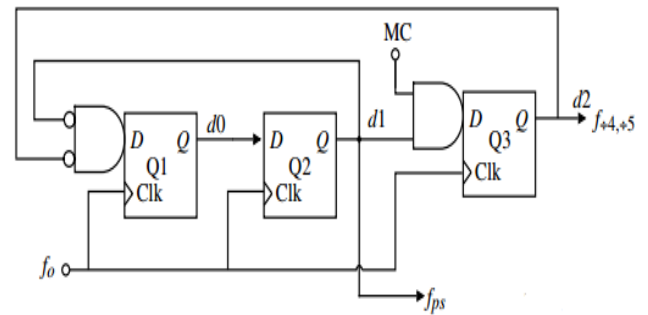 MC
d0
d1
d2
D Q
Q1
Clk
D Q
Q2
Clk
D Q
Q3
Clk
f÷4,÷5
fo
fps